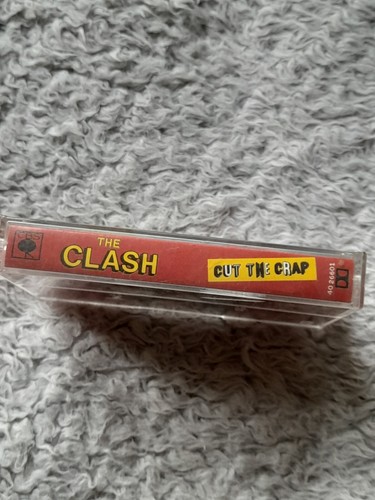 CBS
THE
CLASH
CUT THE CRAP
40 26601